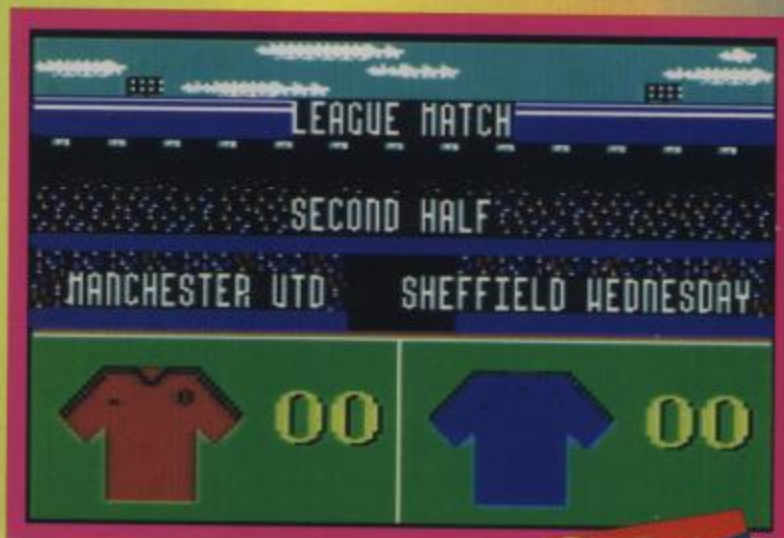 LEAGUE MATCH
SECOND HALF
MANCHESTER UTD SHEFFIELD WEDNESDAY
00 00